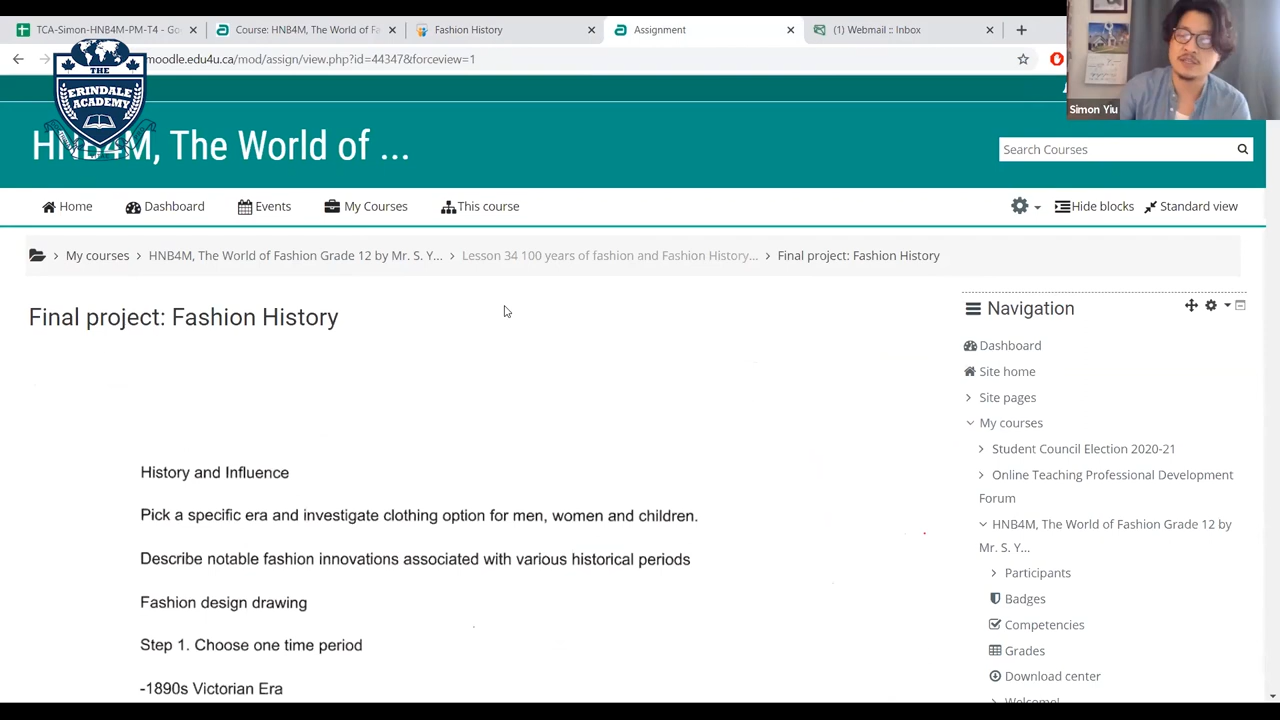 TCA-Simon-HNB4M-PM-T4 - Go
Course: HNB4M, The World of Fa
Fashion History
Assignment
(1) Webmail :: Inbox
moodle.edu4u.ca/mod/assign/view.php?id=44347&forceview=1
THE
ERINDALE
ACADEMY
Simon Yiu
HNB4M, The World of ...
Search Courses
Home
Dashboard
Events
My Courses
This course
Hide blocks
Standard view
My courses > HNB4M, The World of Fashion Grade 12 by Mr. S. Y... > Lesson 34 100 years of fashion and Fashion History... > Final project: Fashion History
Final project: Fashion History
History and Influence
Pick a specific era and investigate clothing option for men, women and children.
Describe notable fashion innovations associated with various historical periods
Fashion design drawing
Step 1. Choose one time period
-1890s Victorian Era
Navigation
Dashboard
Site home
Site pages
My courses
Student Council Election 2020-21
Online Teaching Professional Development
Forum
HNB4M, The World of Fashion Grade 12 by
Mr. S. Y...
Participants
Badges
Competencies
Grades
Download center
Welcome!